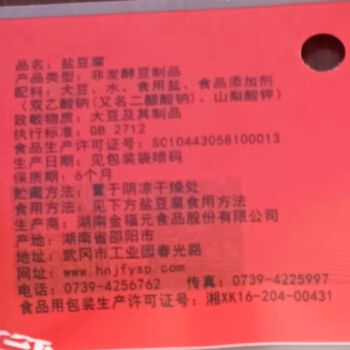 品名：盐豆腐
产品类型：非发酵豆制品
配料：大豆、水、食用盐、食品添加剂
（双乙酸钠(又名二醋酸钠)、山梨酸钾）
致敏物质：大豆及其制品
执行标准：GB 2712
食品生产许可证号：SC10443058100013
生产日期：见包装袋喷码
保质期：6个月
贮藏方法：置于阴凉干燥处
食用方法：见下方盐豆腐食用方法
生产商：湖南金福元食品股份有限公司
产地：湖南省邵阳市
地址：武冈市工业园春光路
网址：www.hnjfysp.com
电话：0739-4256762 传真：0739-4225997
食品用包装生产许可证号：湘XK16-204-00431